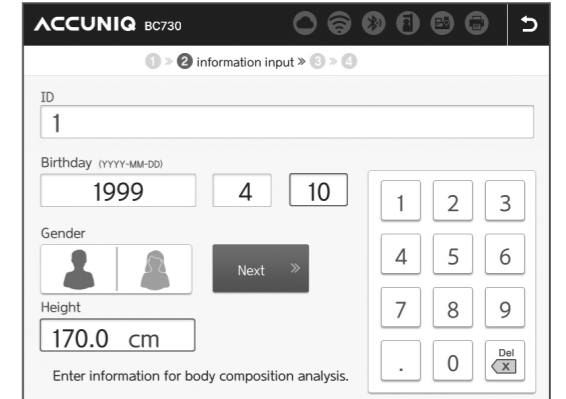 ACCUNIQ BC730
1 » 2 information input » 3 » 4
ID
1
Birthday (YYYY-MM-DD)
1999 4 10
Gender
Next »
Height
170.0 cm
Enter information for body composition analysis.
1 2 3
4 5 6
7 8 9
. 0 Del
X